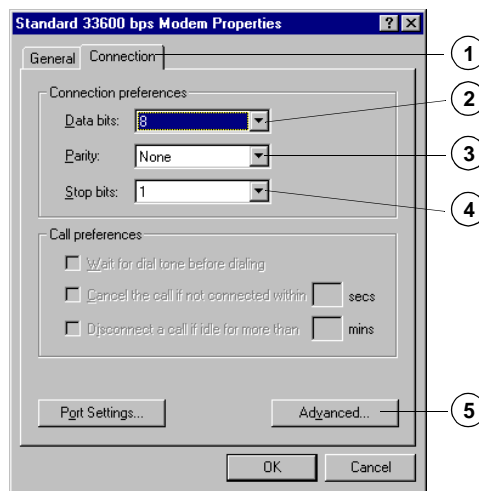 Standard 33600 bps Modem Properties
General Connection 1
Connection preferences
Data bits: 8 2
Parity: None 3
Stop bits: 1 4
Call preferences
Wait for dial tone before dialing
Cancel the call if not connected within secs
Disconnect a call if idle for more than mins
Port Settings... Advanced... 5
OK Cancel